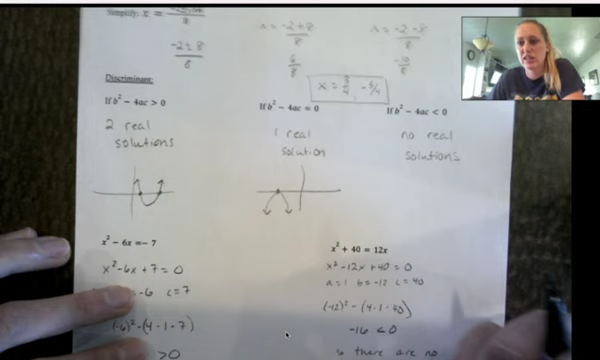 Simplify: x =
-2 ± 8
8
x = -2 + 8
8
6
8
x = -2 - 8
8
-10
8
x = 3/4, -5/4
Discriminant:
If b² − 4ac > 0
If b² − 4ac = 0
If b² − 4ac < 0
2 real
solutions
1 real
solution
no real
solutions
x² − 6x = − 7
x² - 6x + 7 = 0
-6 c = 7
(-6)² - (4 · 1 · 7)
> 0
x² + 40 = 12x
x² - 12x + 40 = 0
a = 1 b = -12 c = 40
(-12)² - (4 · 1 · 40)
-16 < 0
there are no